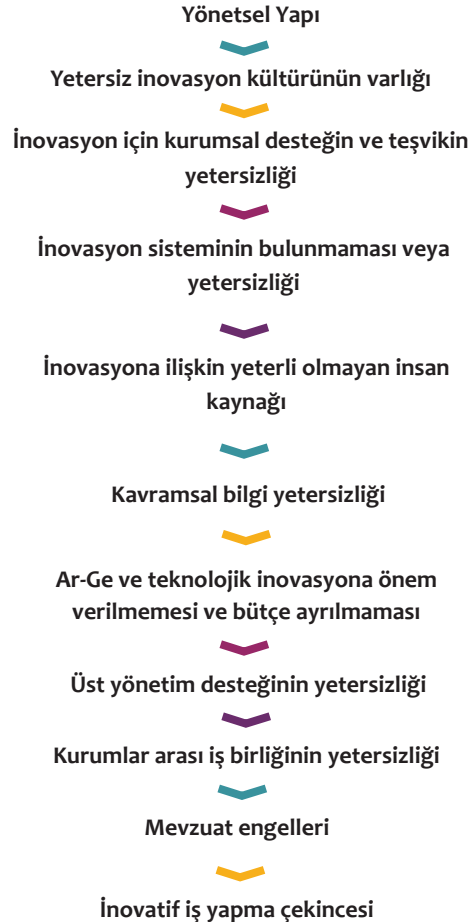 Yönetsel Yapı
Yetersiz inovasyon kültürünün varlığı
İnovasyon için kurumsal desteğin ve teşvikin
yetersizliği
İnovasyon sisteminin bulunmaması veya
yetersizliği
İnovasyona ilişkin yeterli olmayan insan
kaynağı
Kavramsal bilgi yetersizliği
Ar-Ge ve teknolojik inovasyona önem
verilmemesi ve bütçe ayrılmaması
Üst yönetim desteğinin yetersizliği
Kurumlar arası iş birliğinin yetersizliği
Mevzuat engelleri
İnovatif iş yapma çekincesi